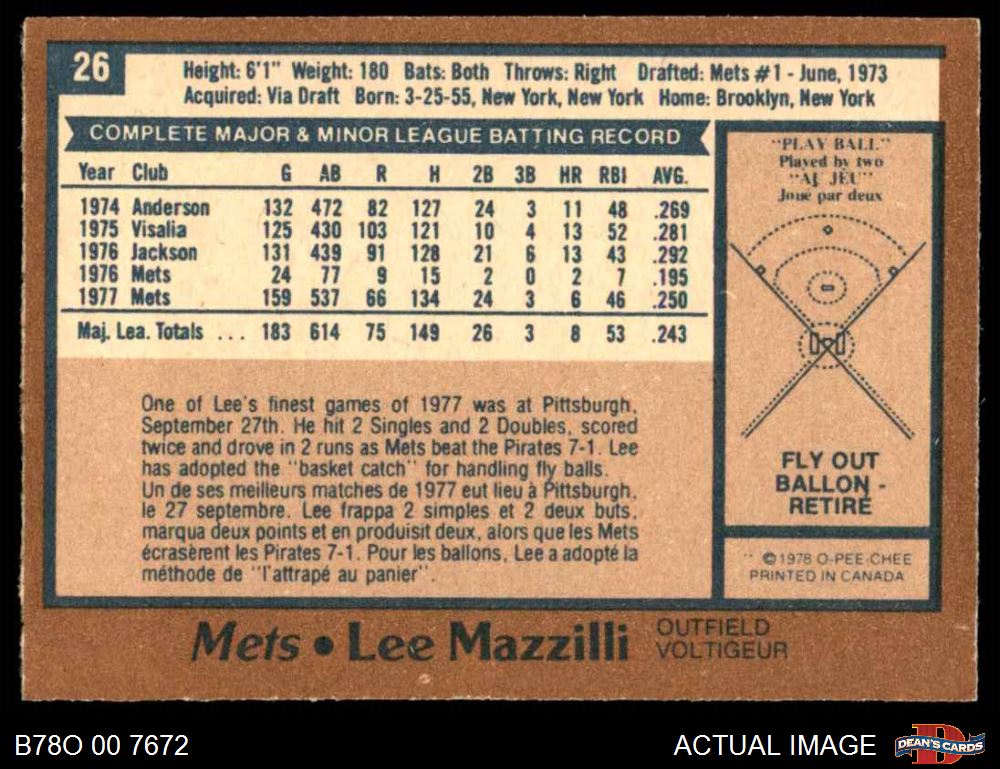 26
Height: 6'1" Weight: 180 Bats: Both Throws: Right Drafted: Mets #1 - June, 1973
Acquired: Via Draft Born: 3-25-55, New York, New York Home: Brooklyn, New York
COMPLETE MAJOR & MINOR LEAGUE BATTING RECORD
Year Club G AB R H 2B 3B HR RBI AVG.
1974 Anderson 132 472 82 127 24 3 11 48 .269
1975 Visalia 125 430 103 121 10 4 13 52 .281
1976 Jackson 131 439 91 128 21 6 13 43 .292
1976 Mets 24 77 9 15 2 0 2 7 .195
1977 Mets 159 537 66 134 24 3 6 46 .250
Maj. Lea. Totals ... 183 614 75 149 26 3 8 53 .243
One of Lee's finest games of 1977 was at Pittsburgh,
September 27th. He hit 2 Singles and 2 Doubles, scored
twice and drove in 2 runs as Mets beat the Pirates 7-1. Lee
has adopted the "basket catch" for handling fly balls.
Un de ses meilleurs matches de 1977 eut lieu à Pittsburgh,
le 27 septembre. Lee frappa 2 simples et 2 deux buts,
marqua deux points et en produisit deux, alors que les Mets
écrasèrent les Pirates 7-1. Pour les ballons, Lee a adopté la
méthode de "l'attrapé au panier".
"PLAY BALL"
Played by two
"AU JEU"
Joué par deux
FLY OUT
BALLON -
RETIRÉ
©1978 O-PEE-CHEE
PRINTED IN CANADA
Mets • Lee Mazzilli
OUTFIELD
VOLTIGEUR
B78O 00 7672
ACTUAL IMAGE
DEAN'S CARDS